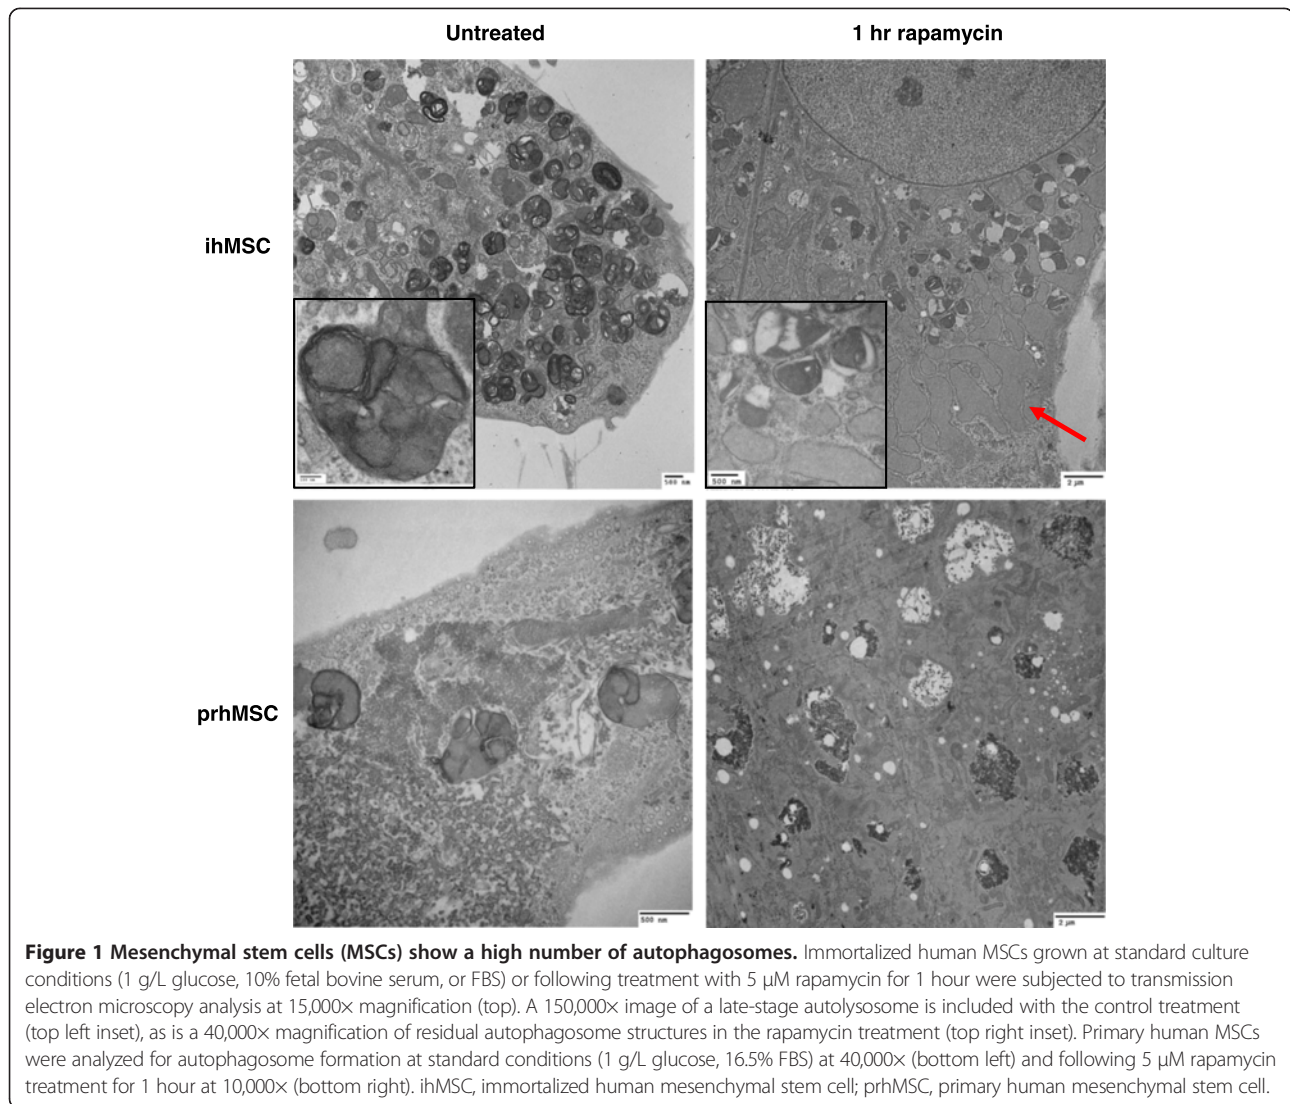 Untreated
1 hr rapamycin
ihMSC
500 nm
500 nm
2 µm
prhMSC
500 nm
2 µm
Figure 1 Mesenchymal stem cells (MSCs) show a high number of autophagosomes. Immortalized human MSCs grown at standard culture
conditions (1 g/L glucose, 10% fetal bovine serum, or FBS) or following treatment with 5 µM rapamycin for 1 hour were subjected to transmission
electron microscopy analysis at 15,000× magnification (top). A 150,000× image of a late-stage autolysosome is included with the control treatment
(top left inset), as is a 40,000× magnification of residual autophagosome structures in the rapamycin treatment (top right inset). Primary human MSCs
were analyzed for autophagosome formation at standard conditions (1 g/L glucose, 16.5% FBS) at 40,000× (bottom left) and following 5 µM rapamycin
treatment for 1 hour at 10,000× (bottom right). ihMSC, immortalized human mesenchymal stem cell; prhMSC, primary human mesenchymal stem cell.